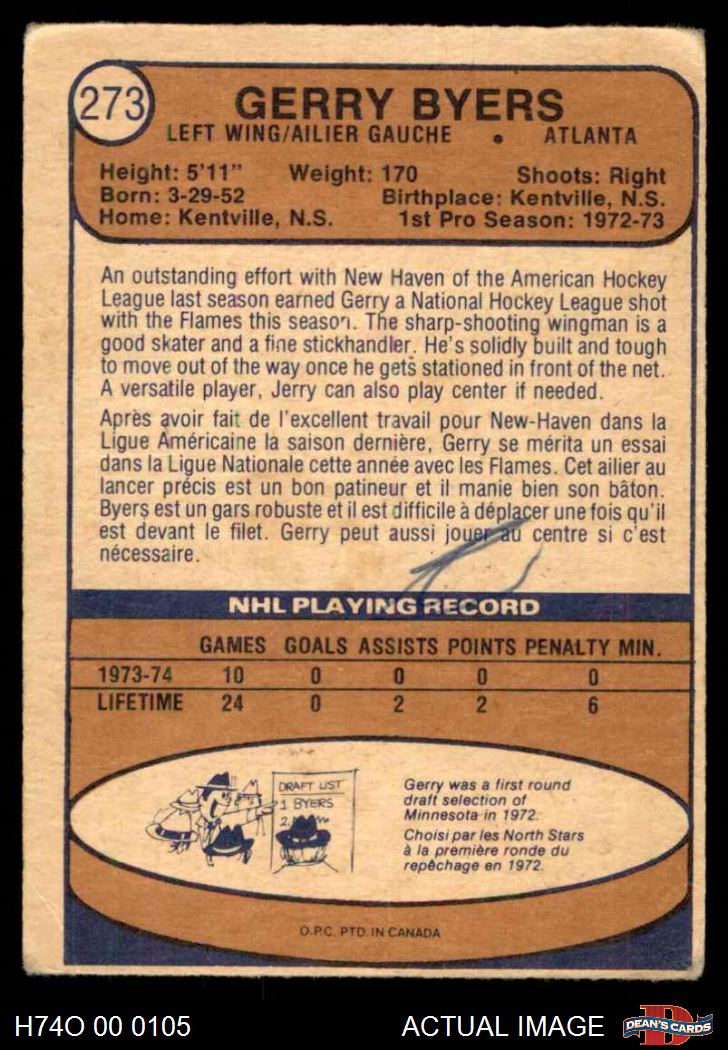 273
GERRY BYERS
LEFT WING/AILIER GAUCHE • ATLANTA
Height: 5'11" Weight: 170 Shoots: Right
Born: 3-29-52 Birthplace: Kentville, N.S.
Home: Kentville, N.S. 1st Pro Season: 1972-73
An outstanding effort with New Haven of the American Hockey
League last season earned Gerry a National Hockey League shot
with the Flames this season. The sharp-shooting wingman is a
good skater and a fine stickhandler. He's solidly built and tough
to move out of the way once he gets stationed in front of the net.
A versatile player, Jerry can also play center if needed.
Après avoir fait de l'excellent travail pour New-Haven dans la
Ligue Américaine la saison dernière, Gerry se mérita un essai
dans la Ligue Nationale cette année avec les Flames. Cet ailier au
lancer précis est un bon patineur et il manie bien son bâton.
Byers est un gars robuste et il est difficile à déplacer une fois qu'il
est devant le filet. Gerry peut aussi jouer au centre si c'est
nécessaire.
NHL PLAYING RECORD
GAMES GOALS ASSISTS POINTS PENALTY MIN.
1973-74 10 0 0 0 0
LIFETIME 24 0 2 2 6
DRAFT LIST
1 BYERS
2.
Gerry was a first round
draft selection of
Minnesota in 1972.
Choisi par les North Stars
à la première ronde du
repêchage en 1972.
O.P.C. PTD. IN CANADA
H74O 00 0105 ACTUAL IMAGE
D
DEAN'S CARDS